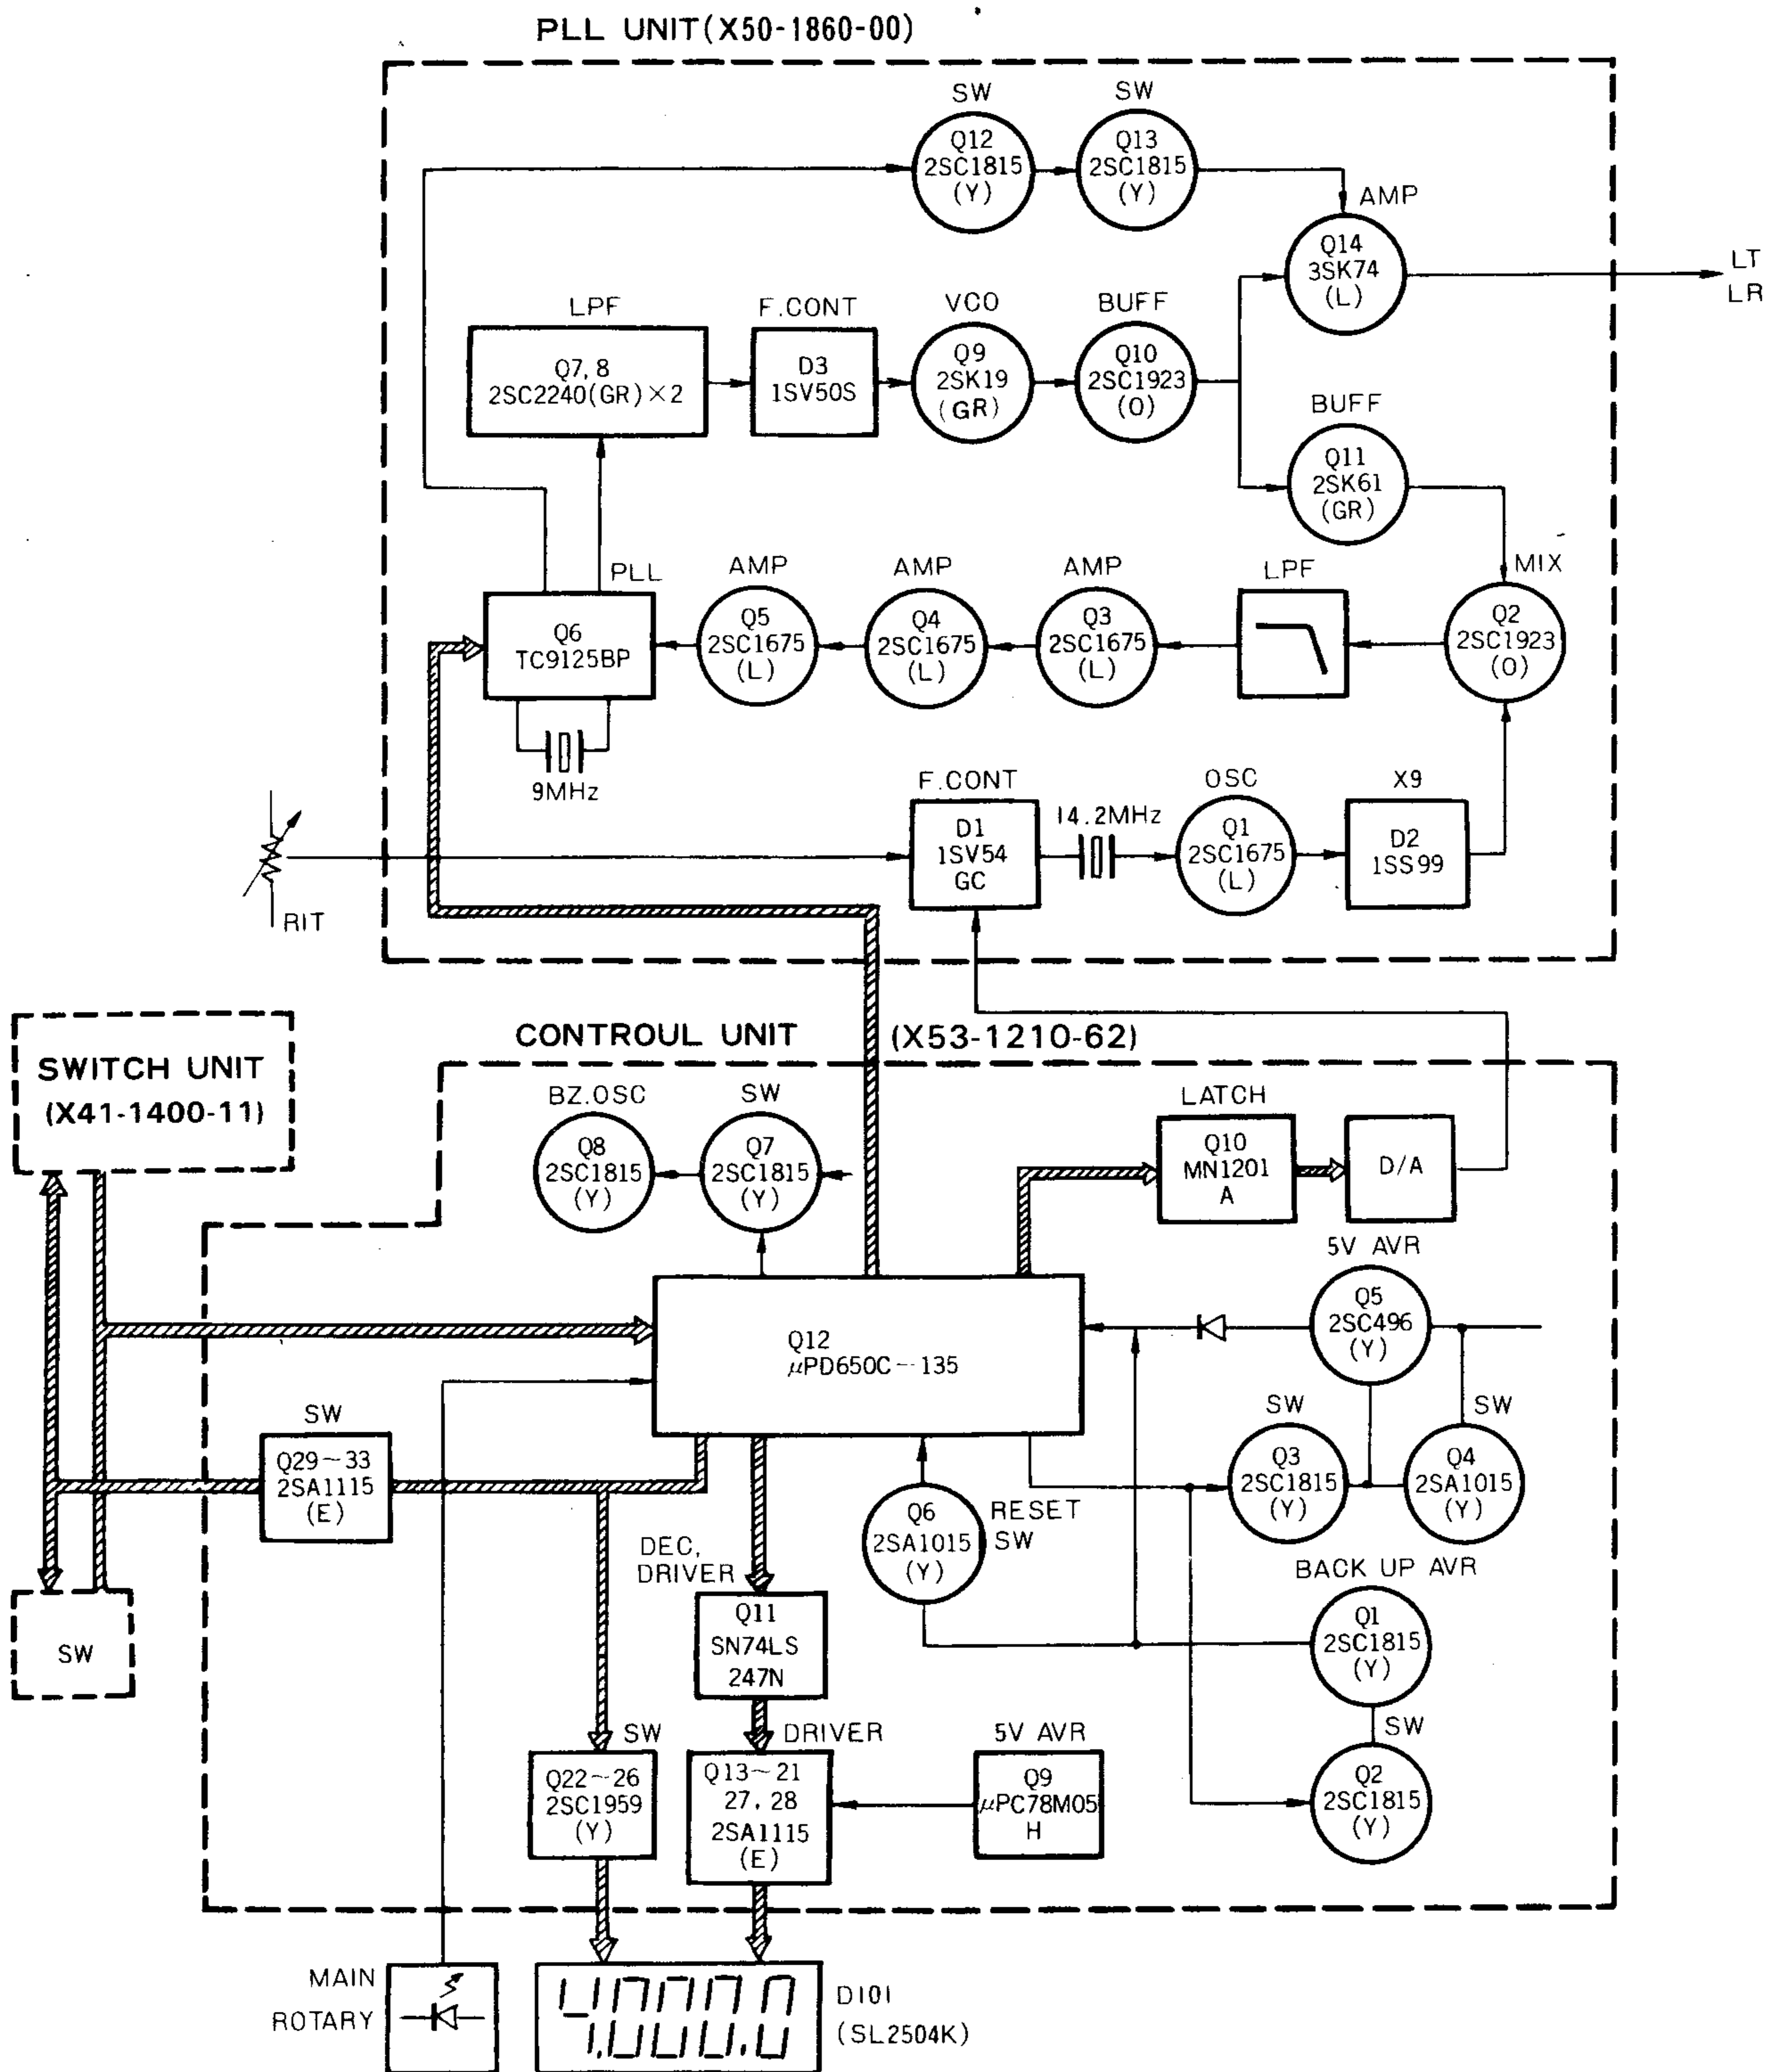 PLL UNIT(X50-1860-00)
SW
Q12
2SC1815
(Y)
SW
Q13
2SC1815
(Y)
AMP
Q14
3SK74
(L)
LT
LR
LPF
Q7, 8
2SC2240(GR)×2
F.CONT
D3
1SV50S
VCO
Q9
2SK19
(GR)
BUFF
Q10
2SC1923
(O)
BUFF
Q11
2SK61
(GR)
PLL
Q6
TC9125BP
9MHz
AMP
Q5
2SC1675
(L)
AMP
Q4
2SC1675
(L)
AMP
Q3
2SC1675
(L)
LPF
MIX
Q2
2SC1923
(O)
RIT
F.CONT
D1
1SV54
GC
14.2MHz
OSC
Q1
2SC1675
(L)
X9
D2
1SS99
SWITCH UNIT
(X41-1400-11)
CONTROUL UNIT (X53-1210-62)
BZ.OSC
Q8
2SC1815
(Y)
SW
Q7
2SC1815
(Y)
LATCH
Q10
MN1201
A
D/A
5V AVR
Q5
2SC496
(Y)
Q12
μPD650C-135
SW
Q29~33
2SA1115
(E)
SW
Q3
2SC1815
(Y)
SW
Q4
2SA1015
(Y)
Q6
2SA1015
(Y)
RESET
SW
DEC,
DRIVER
Q11
SN74LS
247N
BACK UP AVR
Q1
2SC1815
(Y)
SW
SW
Q2
2SC1815
(Y)
SW
Q22~26
2SC1959
(Y)
DRIVER
Q13~21
27, 28
2SA1115
(E)
5V AVR
Q9
μPC78M05
H
MAIN
ROTARY
4.000.0
D101
(SL2504K)